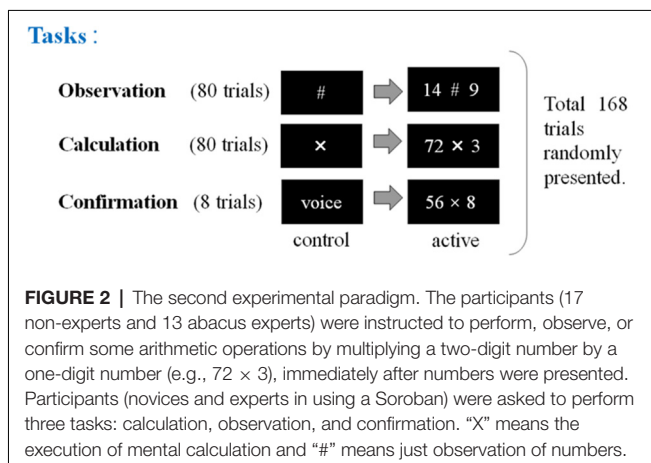 Tasks :
Observation (80 trials) # 14 # 9
Calculation (80 trials) × 72 × 3
Confirmation (8 trials) voice 56 × 8
control active
Total 168
trials
randomly
presented.
FIGURE 2 | The second experimental paradigm. The participants (17
non-experts and 13 abacus experts) were instructed to perform, observe, or
confirm some arithmetic operations by multiplying a two-digit number by a
one-digit number (e.g., 72 × 3), immediately after numbers were presented.
Participants (novices and experts in using a Soroban) were asked to perform
three tasks: calculation, observation, and confirmation. “X” means the
execution of mental calculation and “#” means just observation of numbers.